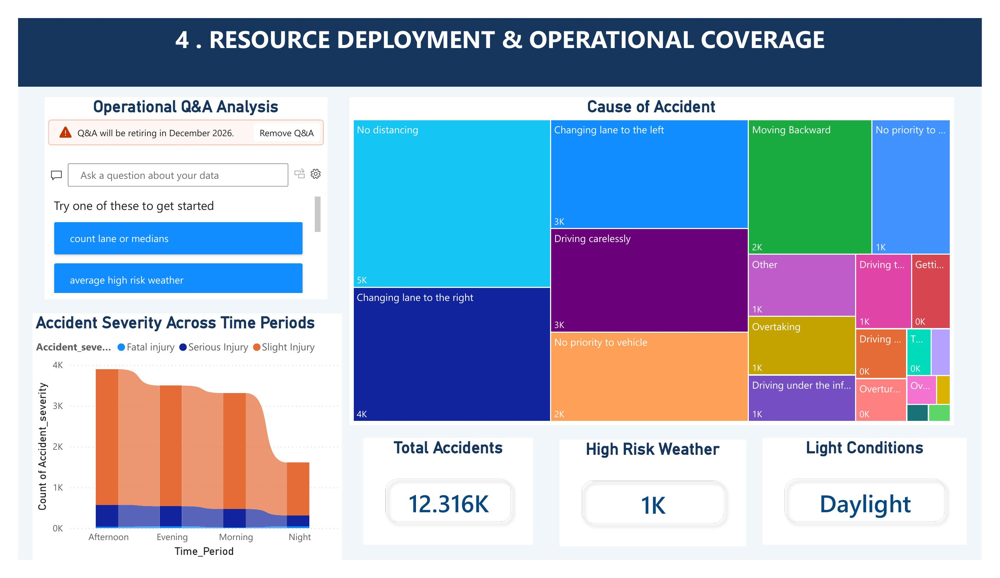 4 . RESOURCE DEPLOYMENT & OPERATIONAL COVERAGE
Operational Q&A Analysis
Q&A will be retiring in December 2026.
Remove Q&A
Ask a question about your data
Try one of these to get started
count lane or medians
average high risk weather
Accident Severity Across Time Periods
Accident_seve... Fatal injury Serious Injury Slight Injury
Count of Accident_severity
4K
3K
2K
1K
0K
Afternoon Evening Morning Night
Time_Period
Cause of Accident
No distancing
5K
Changing lane to the right
4K
Changing lane to the left
3K
Driving carelessly
3K
No priority to vehicle
2K
Moving Backward
2K
No priority to ...
1K
Other
1K
Overtaking
1K
Driving under the inf...
1K
Driving t...
1K
Getti...
0K
Driving ...
0K
Overtur...
0K
T...
0K
Ov...
Total Accidents
12.316K
High Risk Weather
1K
Light Conditions
Daylight